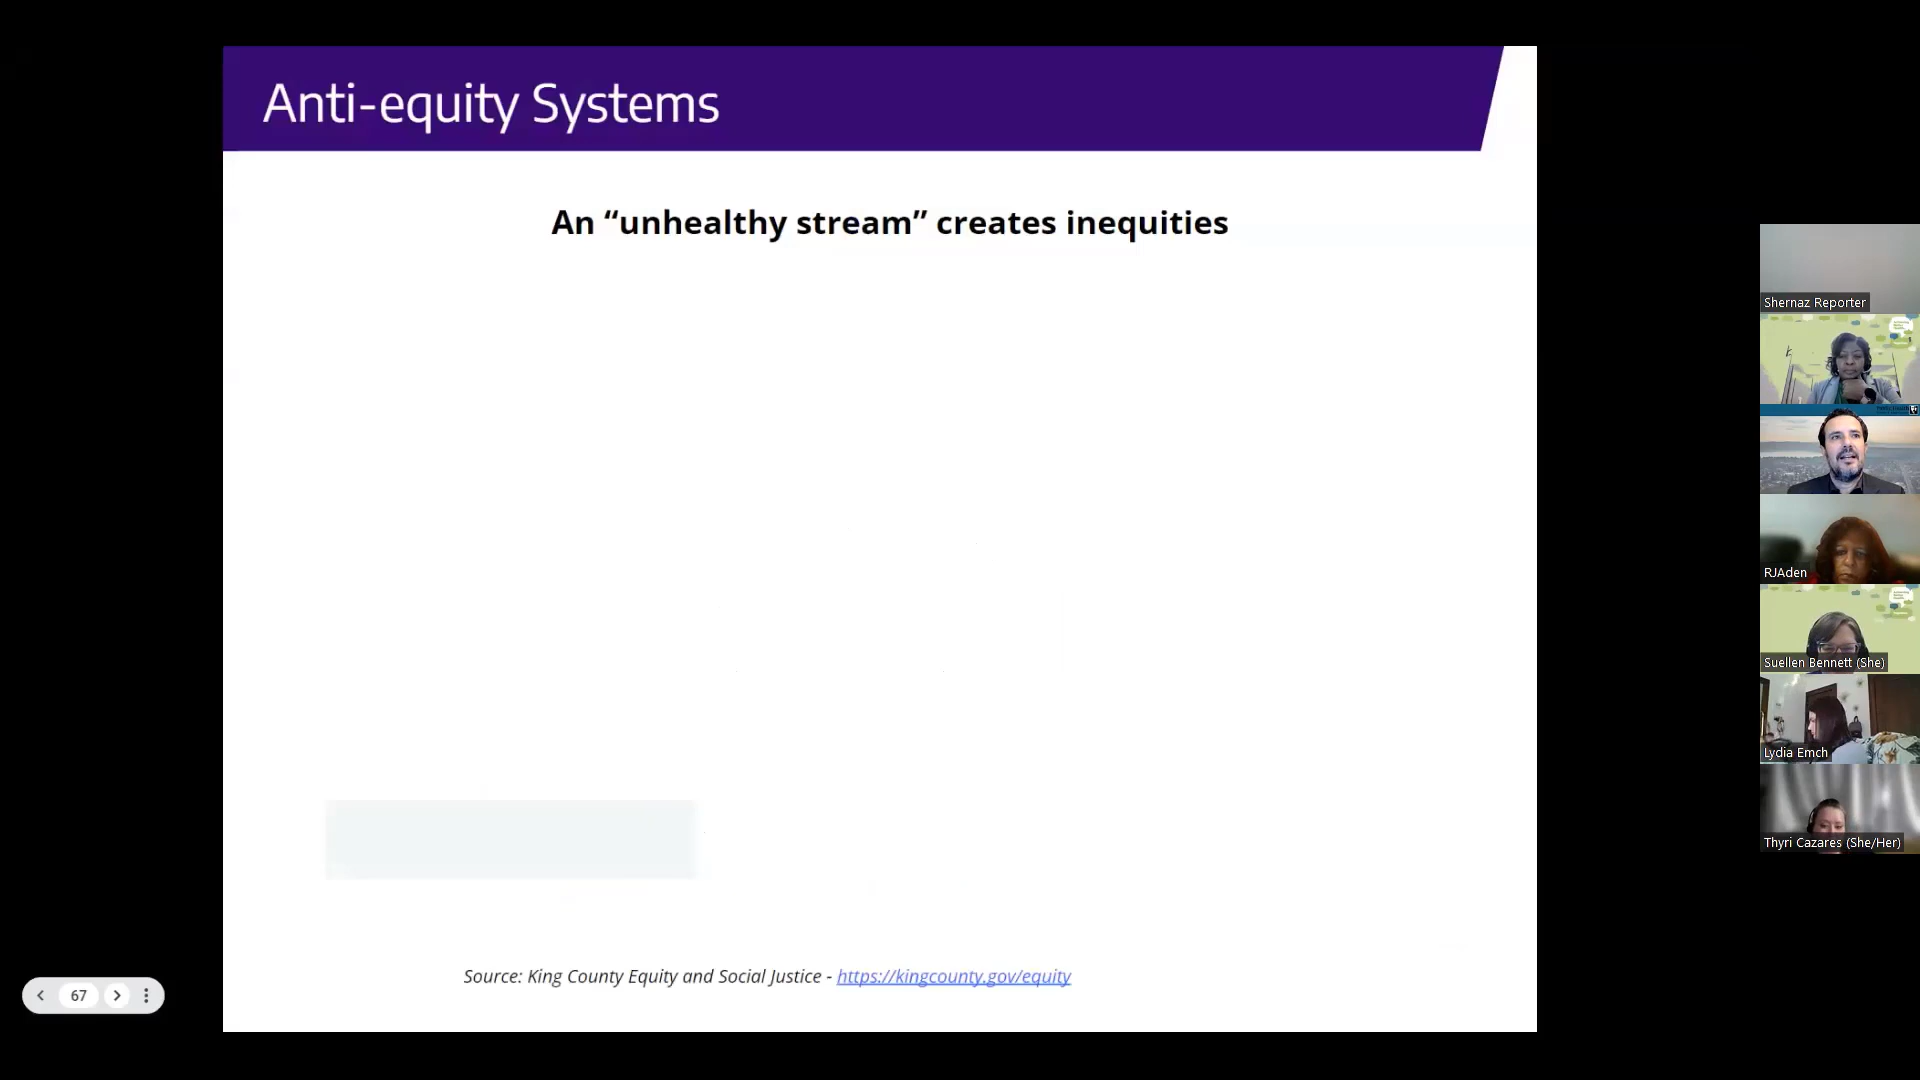 Anti-equity Systems
An “unhealthy stream” creates inequities
Source: King County Equity and Social Justice - https://kingcounty.gov/equity
67
Shernaz Reporter
RJAden
Suellen Bennett (She)
Lydia Emch
Thyri Cazares (She/Her)